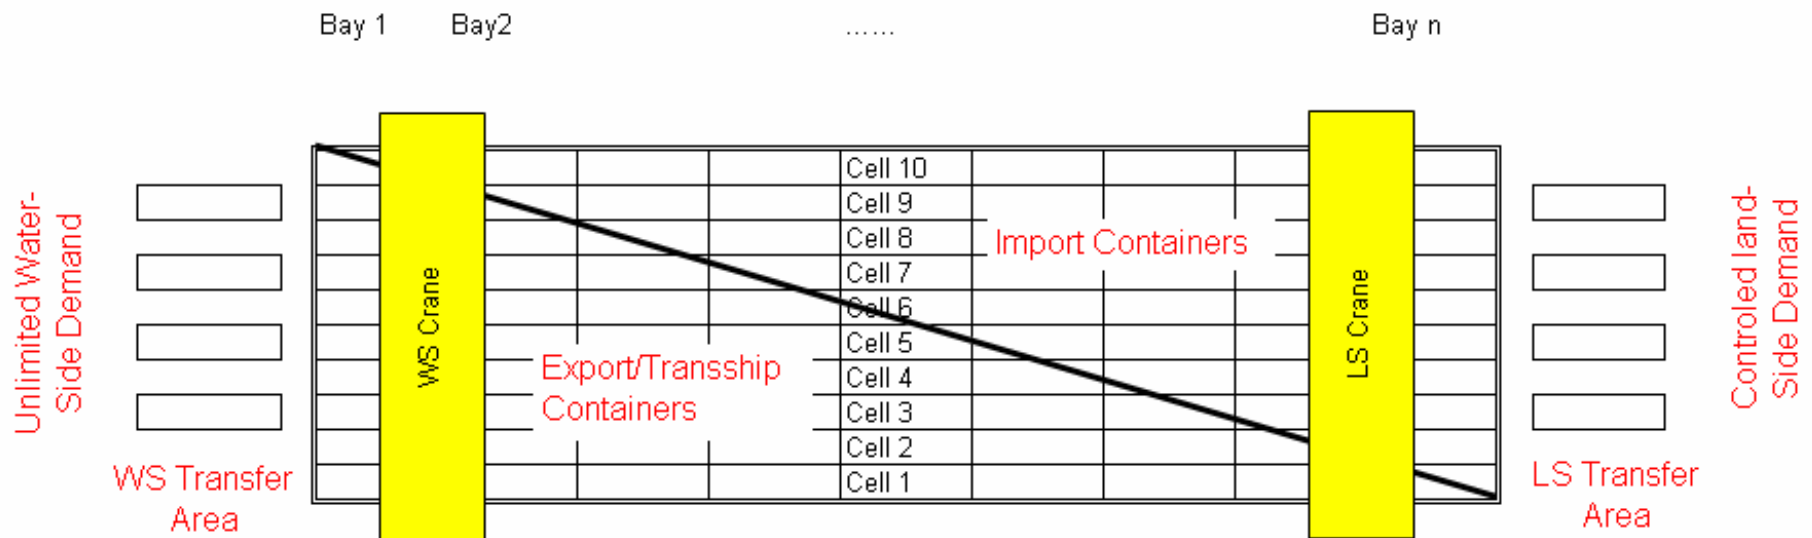 Bay 1
Bay2
......
Bay n
Unlimited Water-
Side Demand
WS Crane
Cell 10
Cell 9
Cell 8
Cell 7
Cell 6
Cell 5
Cell 4
Cell 3
Cell 2
Cell 1
Import Containers
Export/Transship
Containers
LS Crane
Controled land-
Side Demand
WS Transfer
Area
LS Transfer
Area